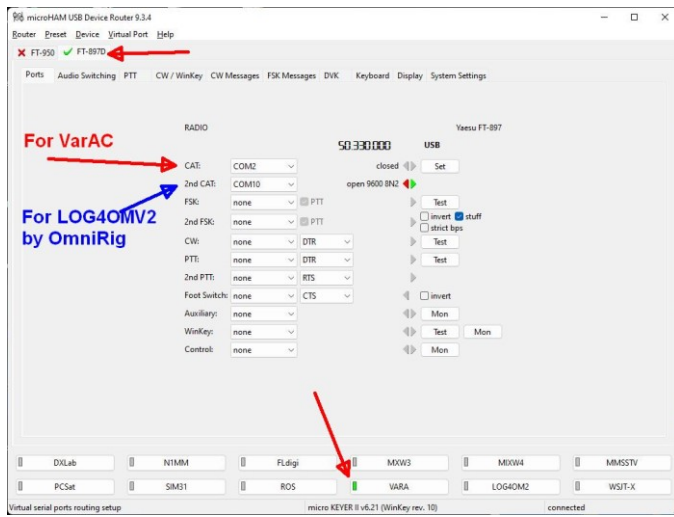 microHAM USB Device Router 9.3.4
Router Preset Device Virtual Port Help
FT-950 FT-897D
Ports Audio Switching PTT CW / WinKey CW Messages FSK Messages DVK Keyboard Display System Settings
RADIO Yaesu FT-897
50.330.000 USB
For VarAC
CAT: COM2 closed Set
2nd CAT: COM10 open 9600 8N2
For LOG4OMV2
by OmniRig
FSK: none PTT Test
2nd FSK: none PTT invert stuff
strict bps
CW: none DTR Test
PTT: none DTR Test
2nd PTT: none RTS
Foot Switch: none CTS invert
Auxiliary: none Mon
WinKey: none Test Mon
Control: none Mon
DXLab N1MM FLdigi MXW3 MIXW4 MMSSTV
PCSat SIM31 ROS VARA LOG4OM2 WSJT-X
Virtual serial ports routing setup micro KEYER II v6.21 (WinKey rev. 10) connected